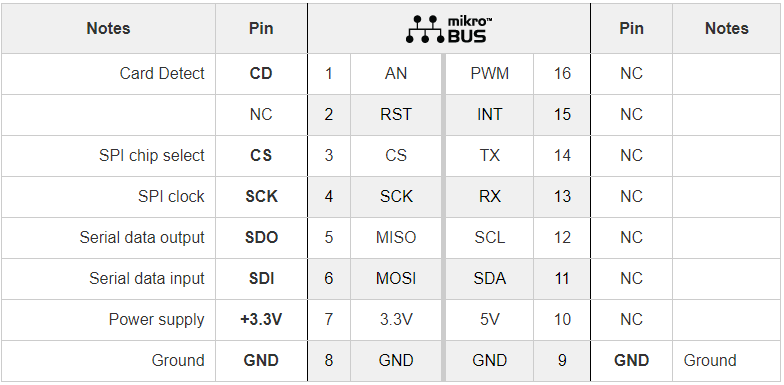 Notes Pin mikro™ BUS Pin Notes
Card Detect CD 1 AN PWM 16 NC
NC 2 RST INT 15 NC
SPI chip select CS 3 CS TX 14 NC
SPI clock SCK 4 SCK RX 13 NC
Serial data output SDO 5 MISO SCL 12 NC
Serial data input SDI 6 MOSI SDA 11 NC
Power supply +3.3V 7 3.3V 5V 10 NC
Ground GND 8 GND GND 9 GND Ground